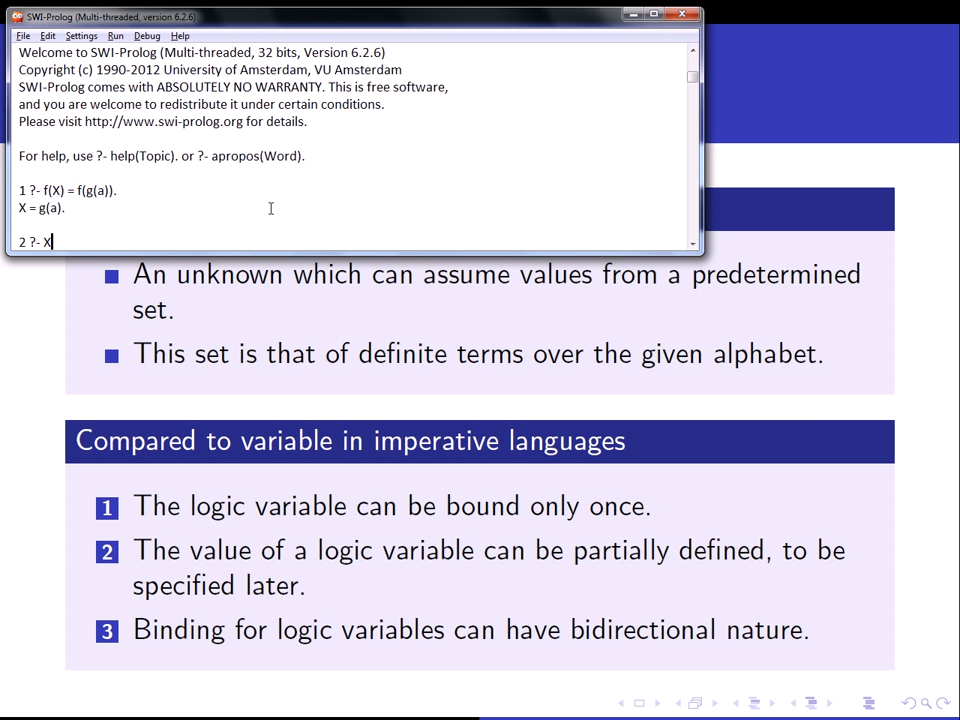 SWI-Prolog (Multi-threaded, version 6.2.6)
File Edit Settings Run Debug Help
Welcome to SWI-Prolog (Multi-threaded, 32 bits, Version 6.2.6)
Copyright (c) 1990-2012 University of Amsterdam, VU Amsterdam
SWI-Prolog comes with ABSOLUTELY NO WARRANTY. This is free software,
and you are welcome to redistribute it under certain conditions.
Please visit http://www.swi-prolog.org for details.
For help, use ?- help(Topic). or ?- apropos(Word).
1 ?- f(X) = f(g(a)).
X = g(a).
2 ?- X
An unknown which can assume values from a predetermined
set.
This set is that of definite terms over the given alphabet.
Compared to variable in imperative languages
1 The logic variable can be bound only once.
2 The value of a logic variable can be partially defined, to be
specified later.
3 Binding for logic variables can have bidirectional nature.